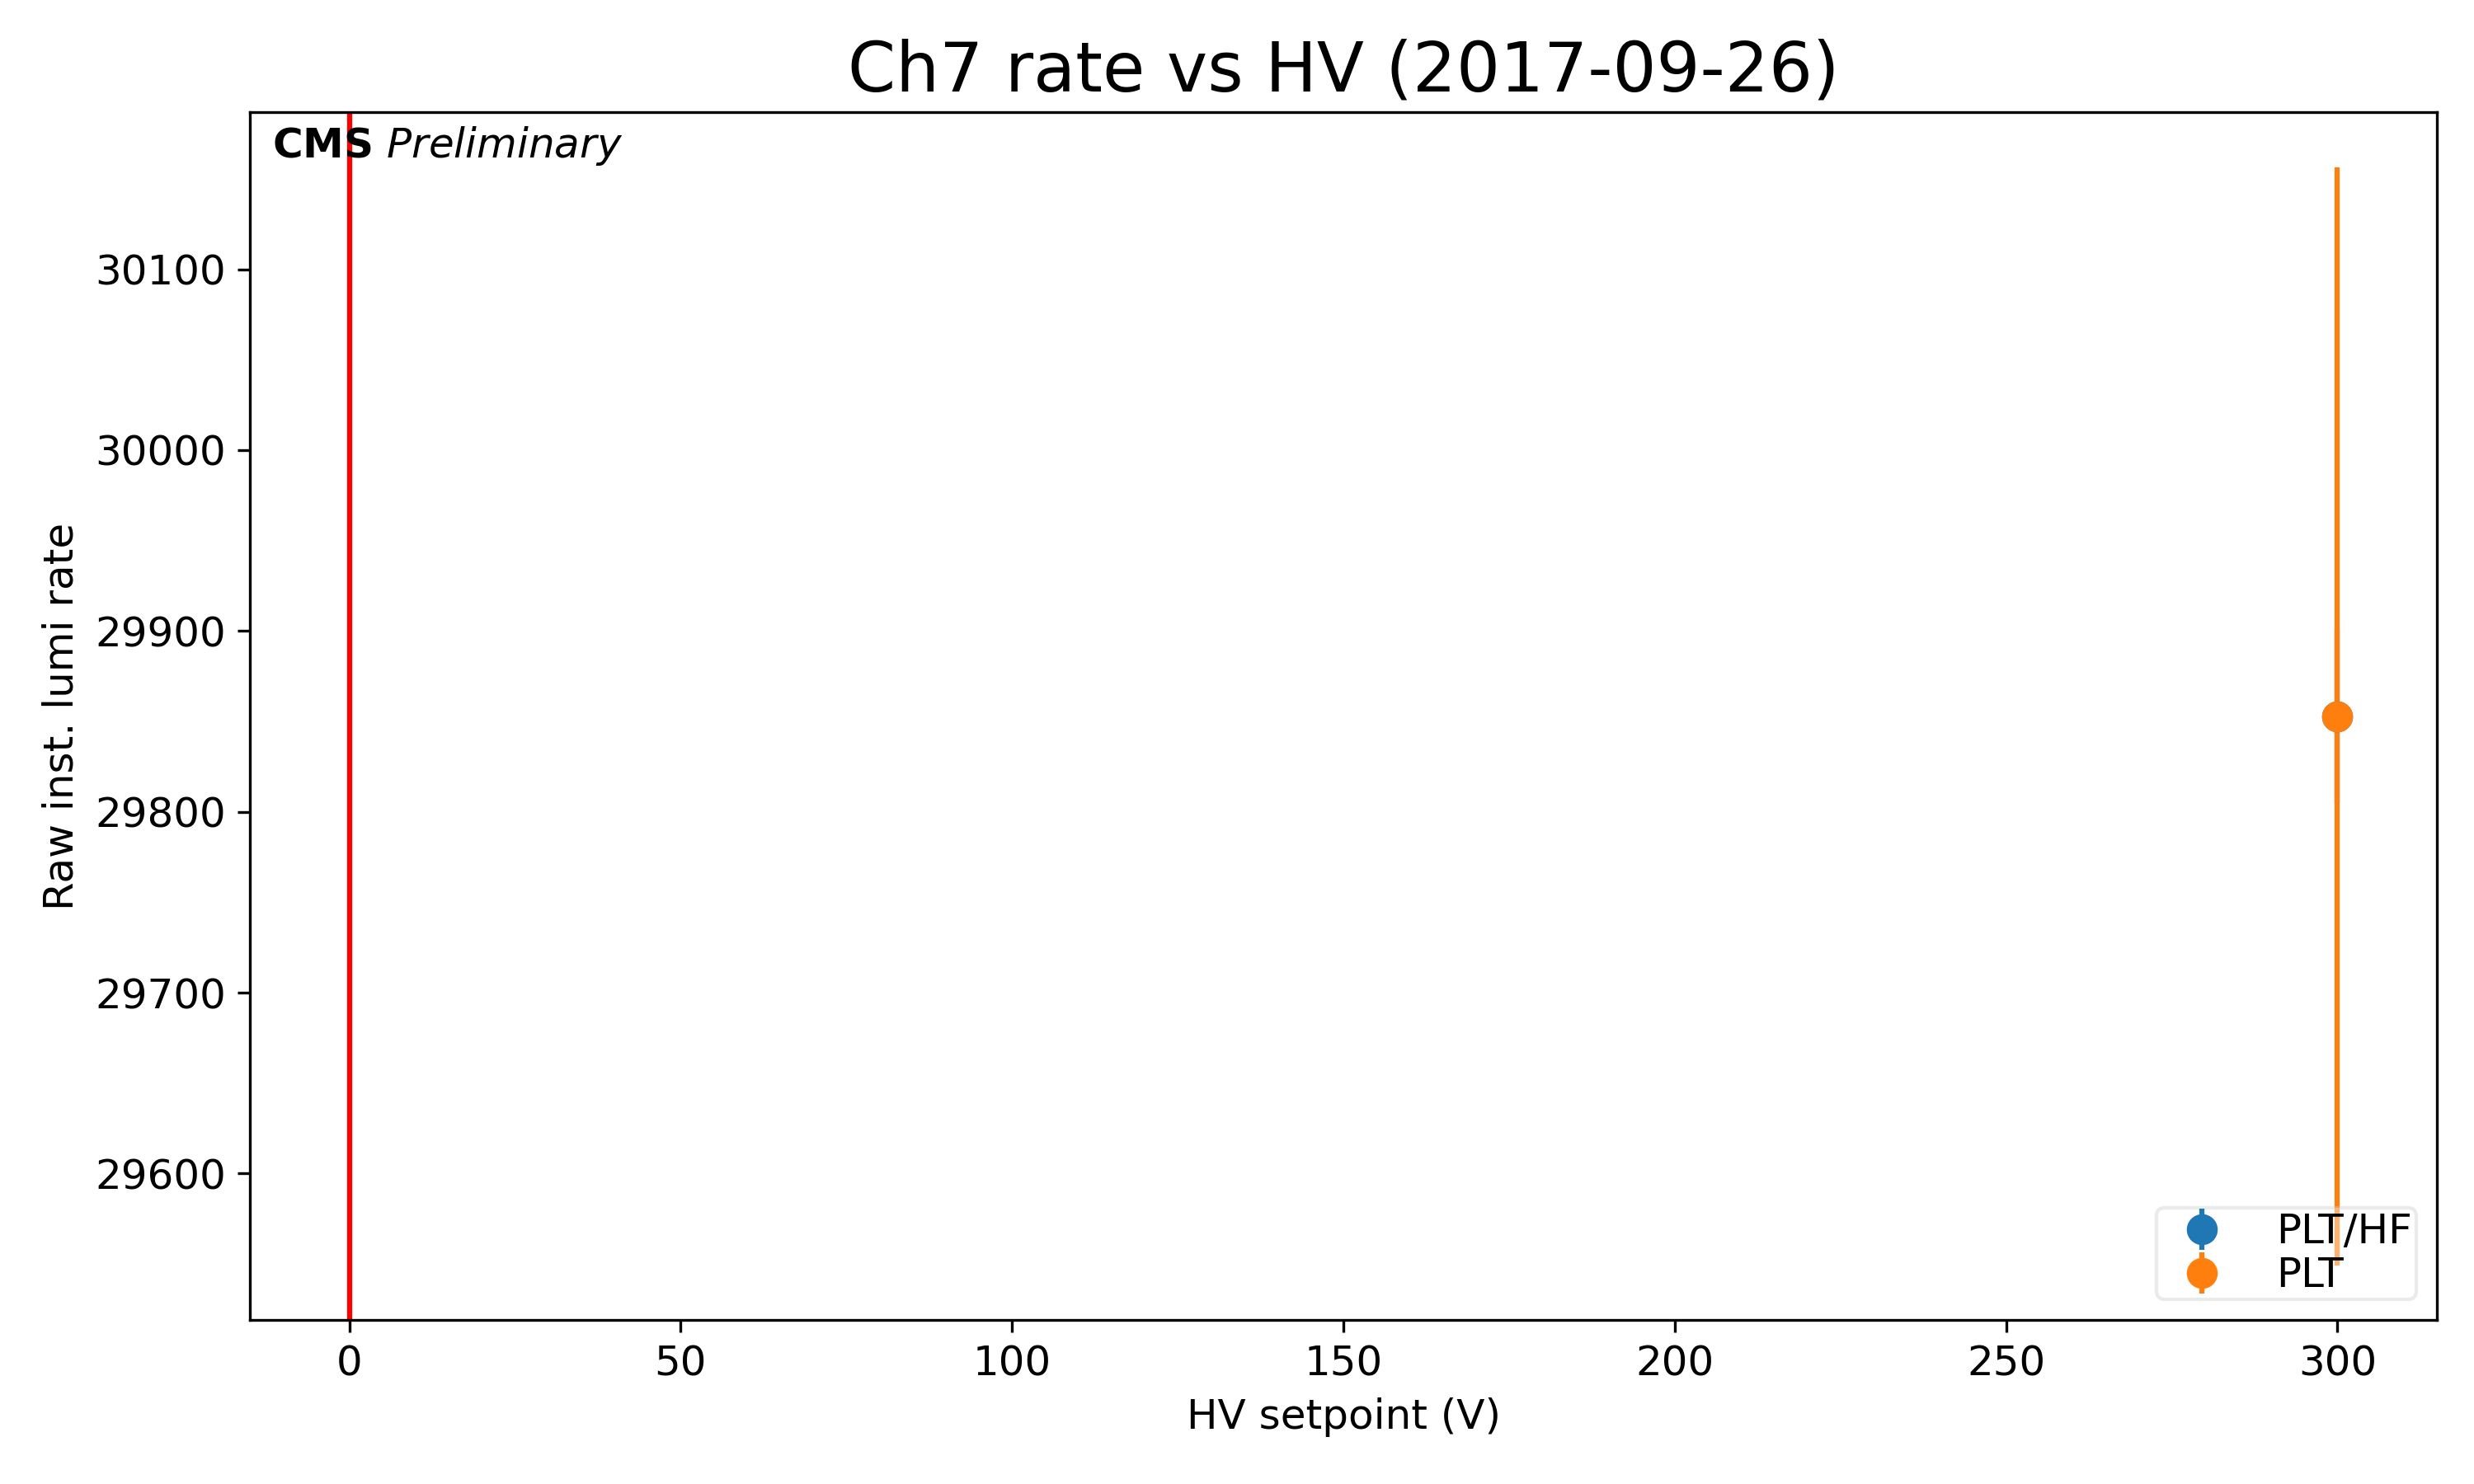 Ch7 rate vs HV (2017-09-26)
CMS Preliminary
30100
30000
29900
29800
29700
29600
Raw inst. lumi rate
PLT/HF
PLT
0 50 100 150 200 250 300
HV setpoint (V)